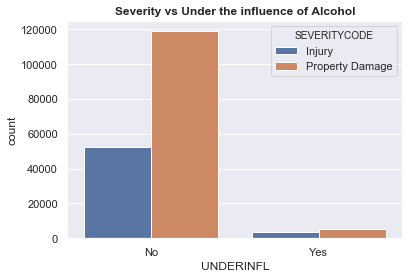 Severity vs Under the influence of Alcohol
SEVERITYCODE
Injury
Property Damage
120000
100000
80000
60000
40000
20000
0
count
No
Yes
UNDERINFL